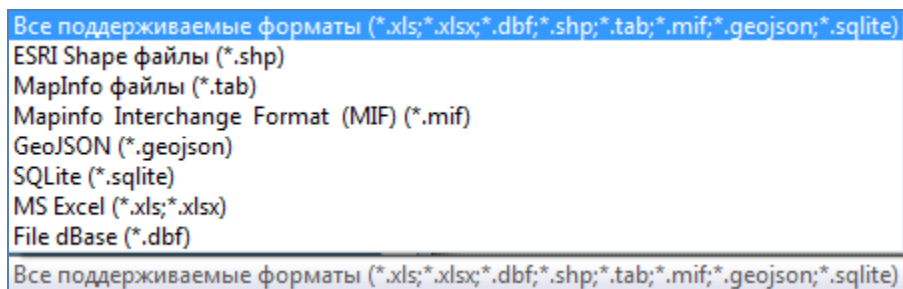 Все поддерживаемые форматы (*.xls;*.xlsx;*.dbf;*.shp;*.tab;*.mif;*.geojson;*.sqlite)
ESRI Shape файлы (*.shp)
MapInfo файлы (*.tab)
Mapinfo Interchange Format (MIF) (*.mif)
GeoJSON (*.geojson)
SQLite (*.sqlite)
MS Excel (*.xls;*.xlsx)
File dBase (*.dbf)
Все поддерживаемые форматы (*.xls;*.xlsx;*.dbf;*.shp;*.tab;*.mif;*.geojson;*.sqlite)